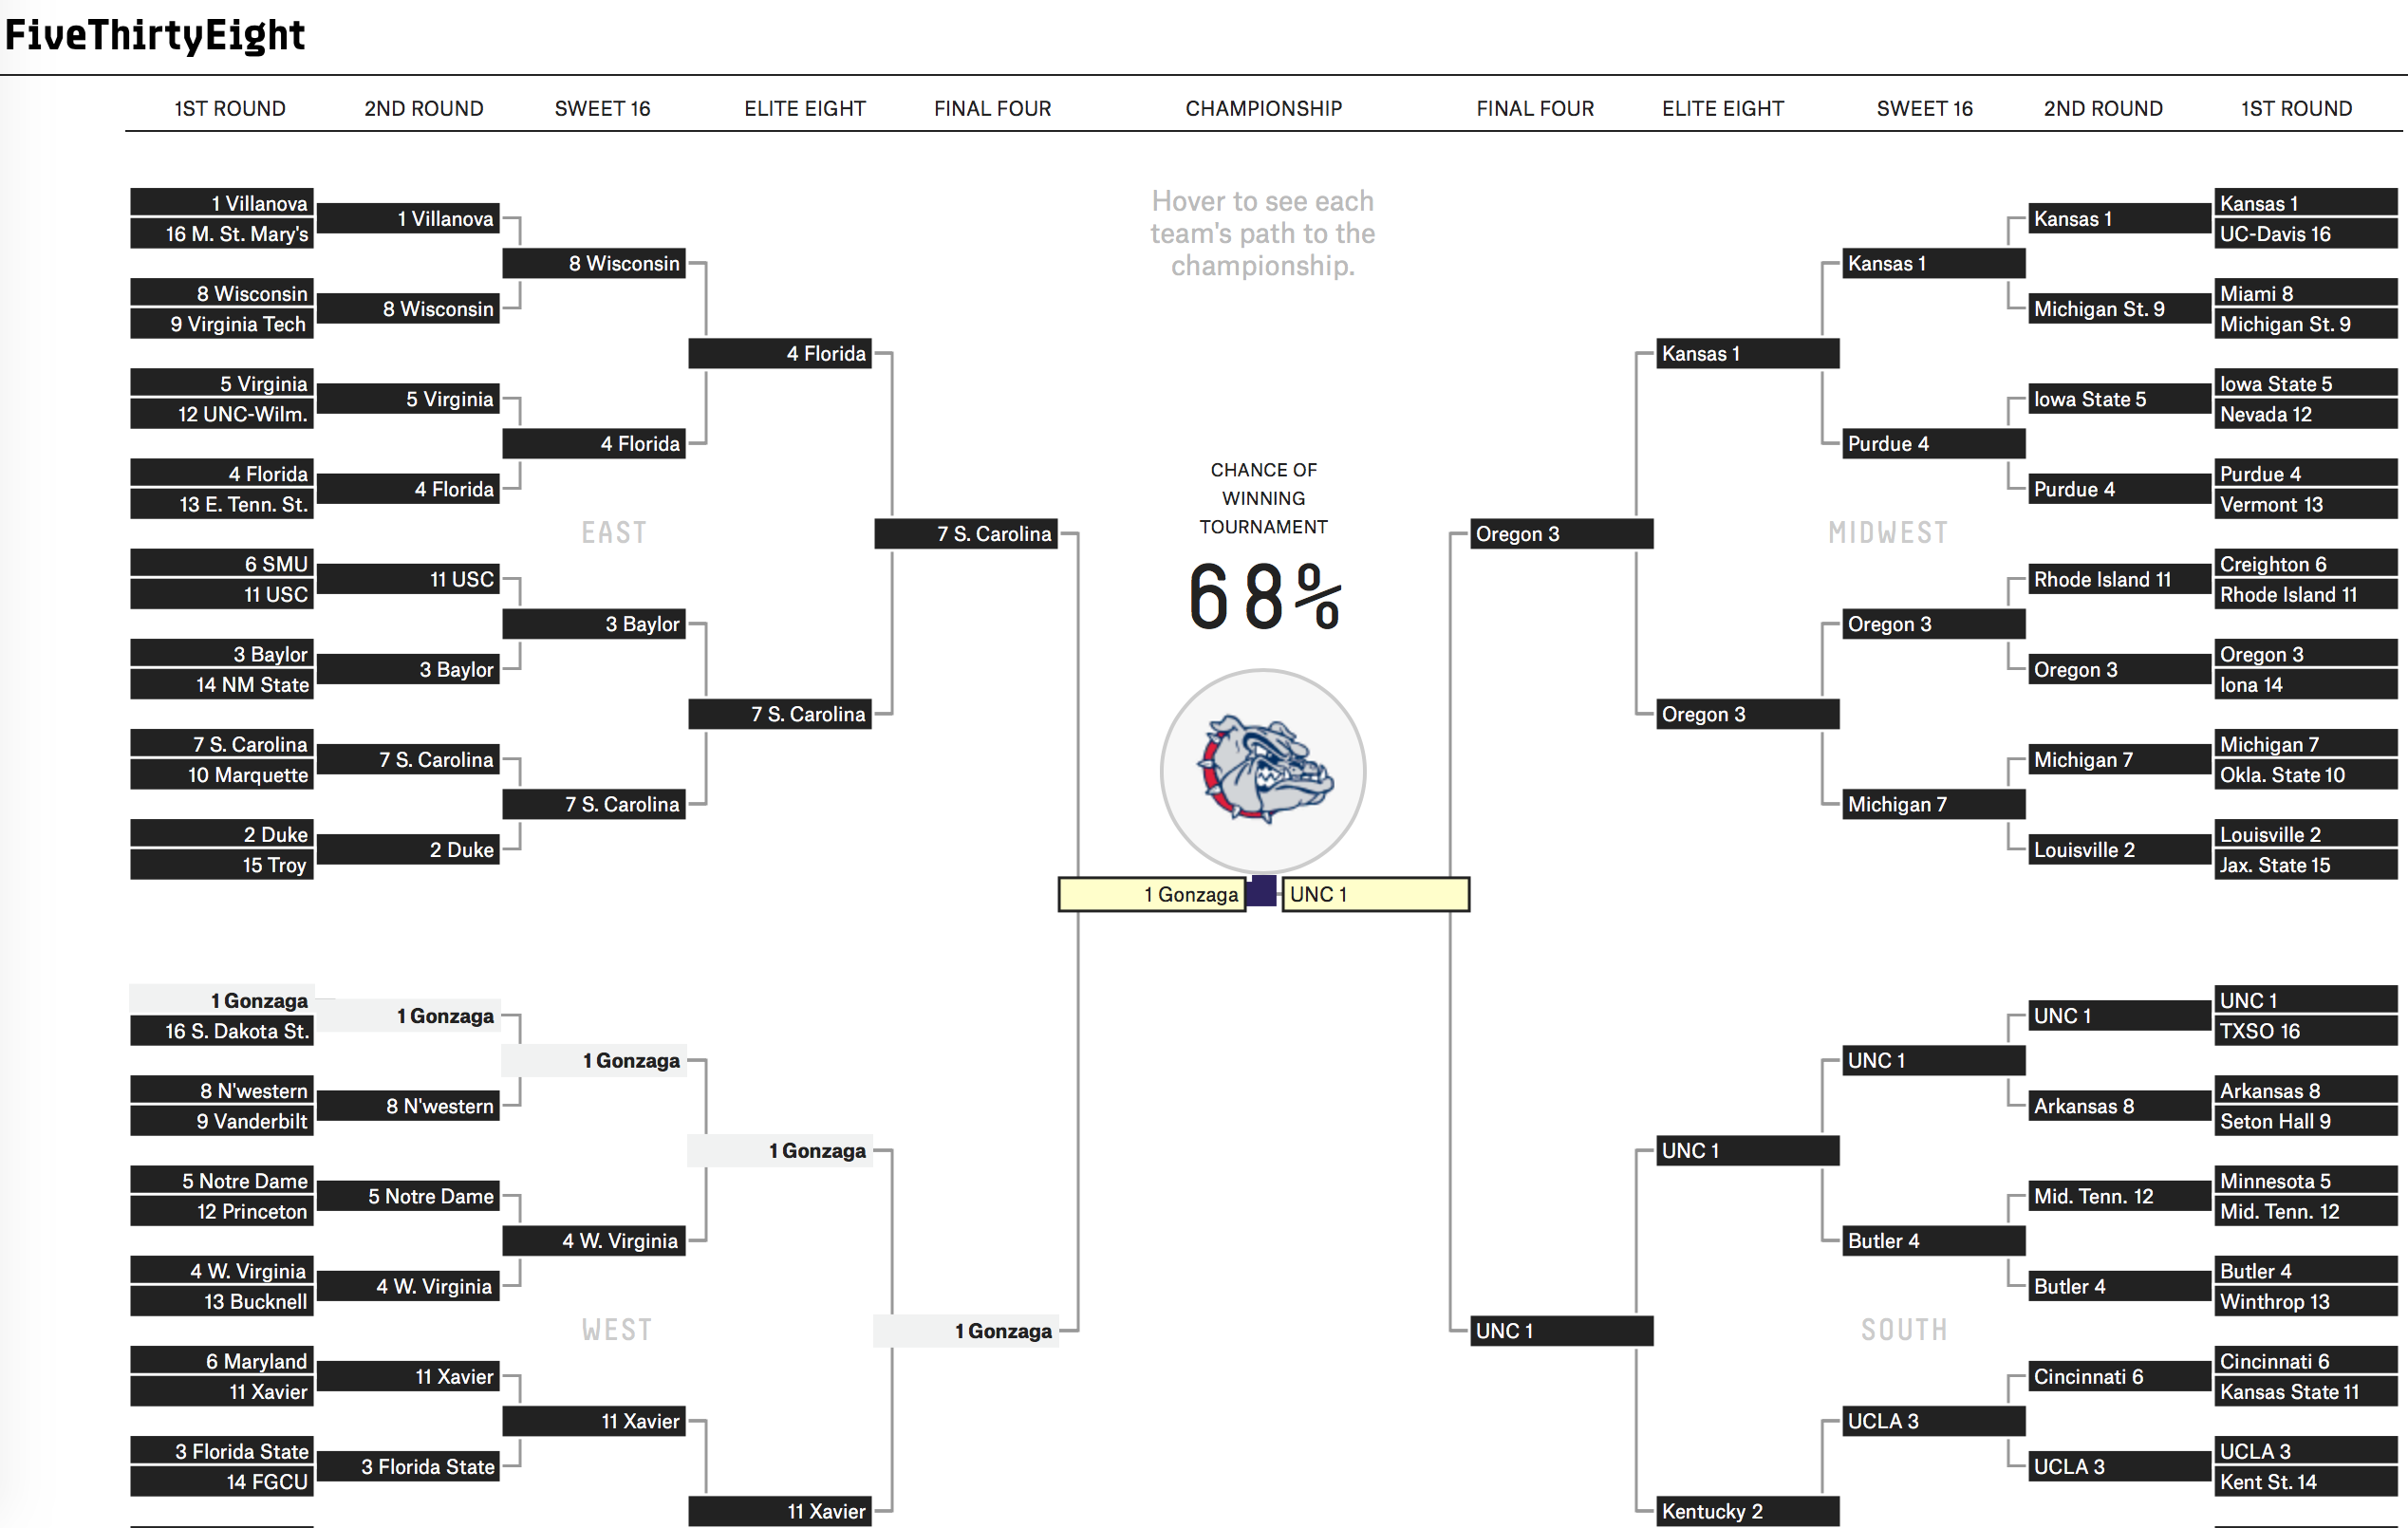 FiveThirtyEight
1ST ROUND 2ND ROUND SWEET 16 ELITE EIGHT FINAL FOUR CHAMPIONSHIP FINAL FOUR ELITE EIGHT SWEET 16 2ND ROUND 1ST ROUND
Hover to see each
team's path to the
championship.
CHANCE OF
WINNING
TOURNAMENT
68%
1 Gonzaga
UNC 1
EAST
1 Villanova
16 M. St. Mary's
8 Wisconsin
9 Virginia Tech
5 Virginia
12 UNC-Wilm.
4 Florida
13 E. Tenn. St.
6 SMU
11 USC
3 Baylor
14 NM State
7 S. Carolina
10 Marquette
2 Duke
15 Troy
1 Villanova
8 Wisconsin
5 Virginia
4 Florida
11 USC
3 Baylor
7 S. Carolina
2 Duke
8 Wisconsin
4 Florida
3 Baylor
7 S. Carolina
4 Florida
7 S. Carolina
7 S. Carolina
WEST
1 Gonzaga
16 S. Dakota St.
8 N'western
9 Vanderbilt
5 Notre Dame
12 Princeton
4 W. Virginia
13 Bucknell
6 Maryland
11 Xavier
3 Florida State
14 FGCU
1 Gonzaga
8 N'western
5 Notre Dame
4 W. Virginia
11 Xavier
3 Florida State
1 Gonzaga
4 W. Virginia
11 Xavier
1 Gonzaga
11 Xavier
1 Gonzaga
MIDWEST
Oregon 3
Kansas 1
Oregon 3
Kansas 1
Purdue 4
Oregon 3
Michigan 7
Kansas 1
Michigan St. 9
Iowa State 5
Purdue 4
Rhode Island 11
Oregon 3
Michigan 7
Louisville 2
Kansas 1
UC-Davis 16
Miami 8
Michigan St. 9
Iowa State 5
Nevada 12
Purdue 4
Vermont 13
Creighton 6
Rhode Island 11
Oregon 3
Iona 14
Michigan 7
Okla. State 10
Louisville 2
Jax. State 15
SOUTH
UNC 1
UNC 1
Kentucky 2
UNC 1
Butler 4
UCLA 3
UNC 1
Arkansas 8
Mid. Tenn. 12
Butler 4
Cincinnati 6
UCLA 3
UNC 1
TXSO 16
Arkansas 8
Seton Hall 9
Minnesota 5
Mid. Tenn. 12
Butler 4
Winthrop 13
Cincinnati 6
Kansas State 11
UCLA 3
Kent St. 14